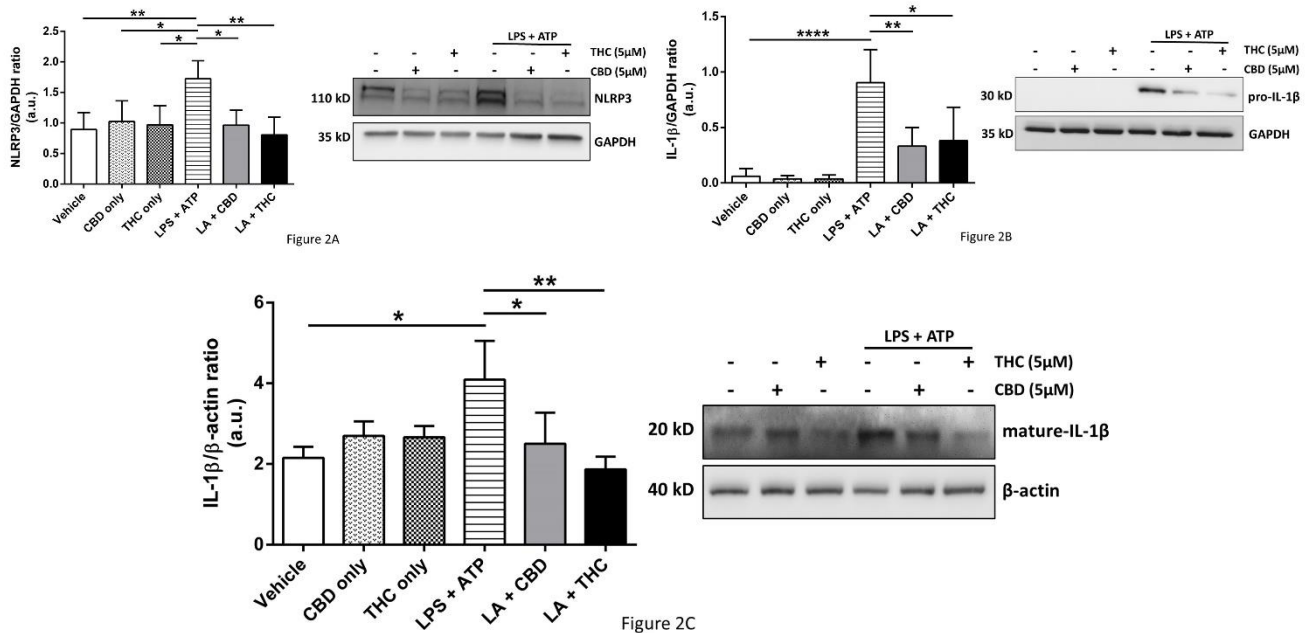 NLRP3/GAPDH ratio
(a.u.)
2.5
2.0
1.5
1.0
0.5
0.0
**
*
*
*
**
Vehicle
CBD only
THC only
LPS + ATP
LA + CBD
LA + THC
LPS + ATP
- - + - - + THC (5µM)
- + - - + - CBD (5µM)
110 kD
NLRP3
35 kD
GAPDH
Figure 2A
IL-1β/GAPDH ratio
(a.u.)
1.5
1.0
0.5
0.0
****
**
*
Vehicle
CBD only
THC only
LPS + ATP
LA + CBD
LA + THC
LPS + ATP
- - + - - + THC (5µM)
- + - - + - CBD (5µM)
30 kD
pro-IL-1β
35 kD
GAPDH
Figure 2B
IL-1β/β-actin ratio
(a.u.)
6
4
2
0
*
*
**
Vehicle
CBD only
THC only
LPS + ATP
LA + CBD
LA + THC
LPS + ATP
- - + - - + THC (5µM)
- + - - + - CBD (5µM)
20 kD
mature-IL-1β
40 kD
β-actin
Figure 2C